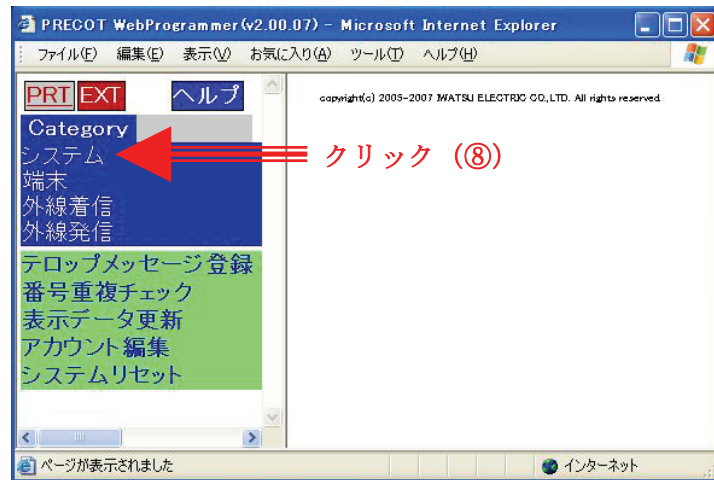 PRECOT WebProgrammer(v2.00.07) - Microsoft Internet Explorer
ファイル(F) 編集(E) 表示(V) お気に入り(A) ツール(T) ヘルプ(H)
PRT EXT ヘルプ
copyright(c) 2005-2007 IWATSU ELECTRIC CO.,LTD. All rights reserved.
Category
システム
クリック (⑧)
端末
外線着信
外線発信
テロップメッセージ登録
番号重複チェック
表示データ更新
アカウント編集
システムリセット
ページが表示されました
インターネット